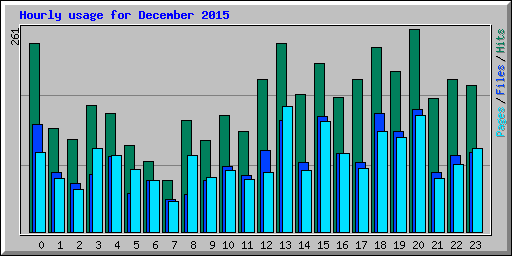 Hourly usage for December 2015
261
Pages / Files / Hits
0 1 2 3 4 5 6 7 8 9 10 11 12 13 14 15 16 17 18 19 20 21 22 23